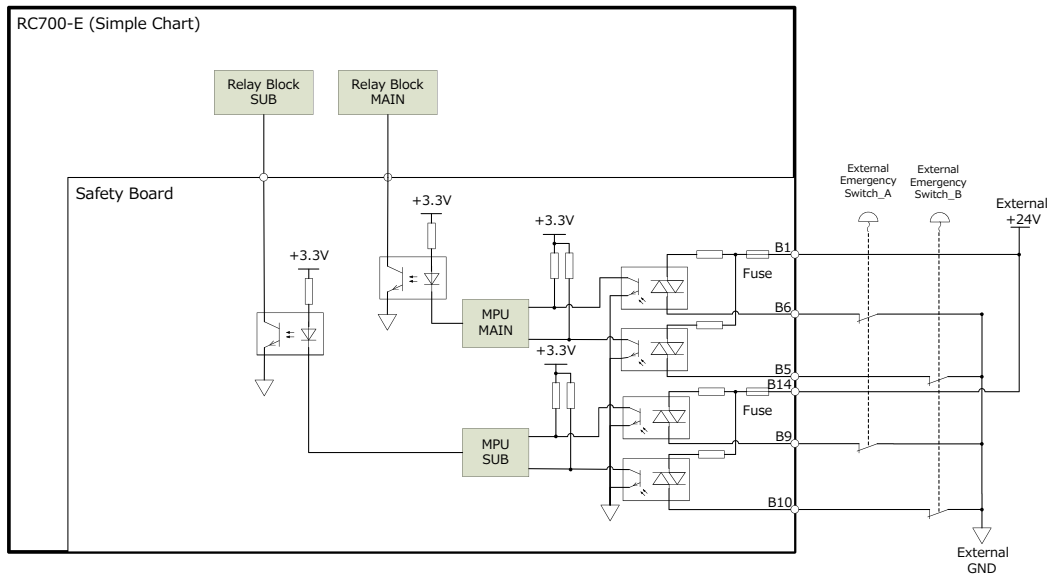 RC700-E (Simple Chart)
Relay Block
SUB
Relay Block
MAIN
Safety Board
+3.3V
+3.3V
+3.3V
+3.3V
MPU
MAIN
MPU
SUB
Fuse
Fuse
B1
B6
B5
B14
B9
B10
External
Emergency
Switch_A
External
Emergency
Switch_B
External
+24V
External
GND